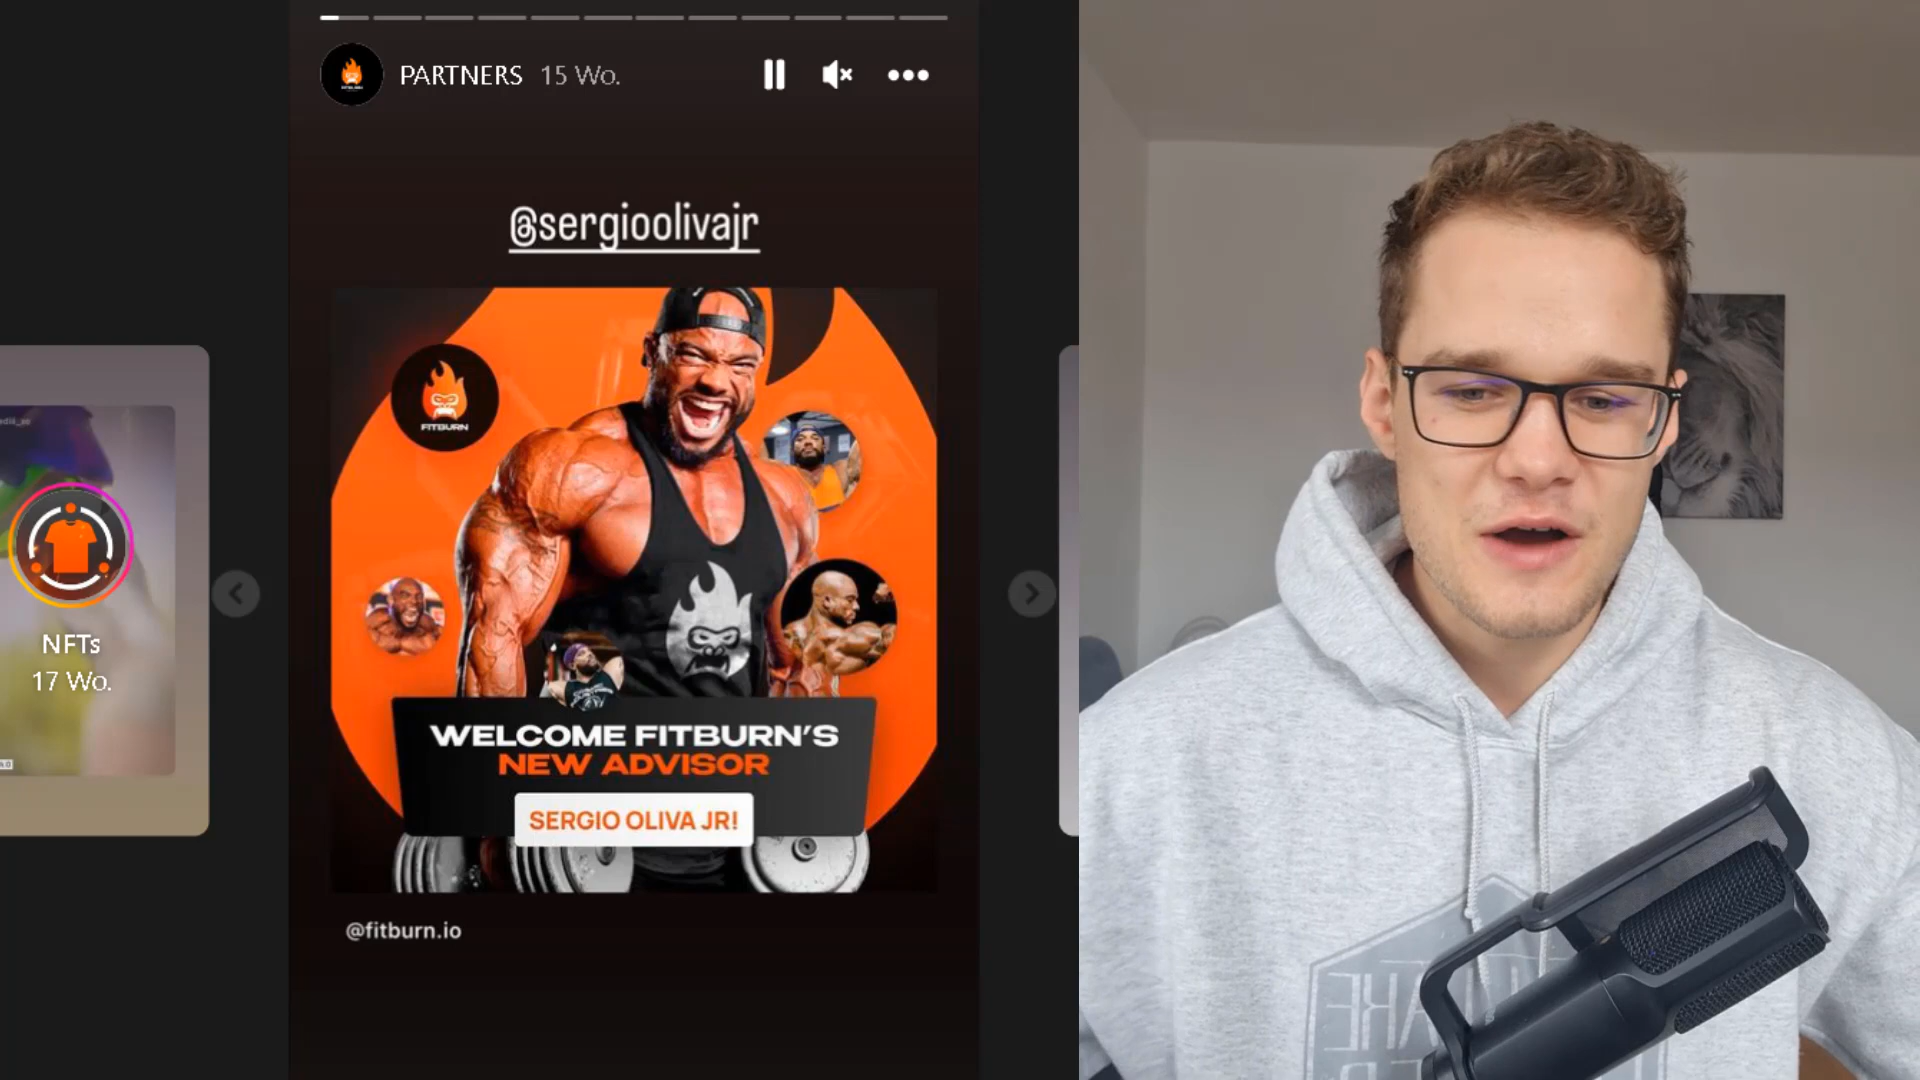 PARTNERS 15 Wo.
@sergioolivajr
FITBURN
WELCOME FITBURN'S
NEW ADVISOR
SERGIO OLIVA JR!
@fitburn.io
NFTs
17 Wo.